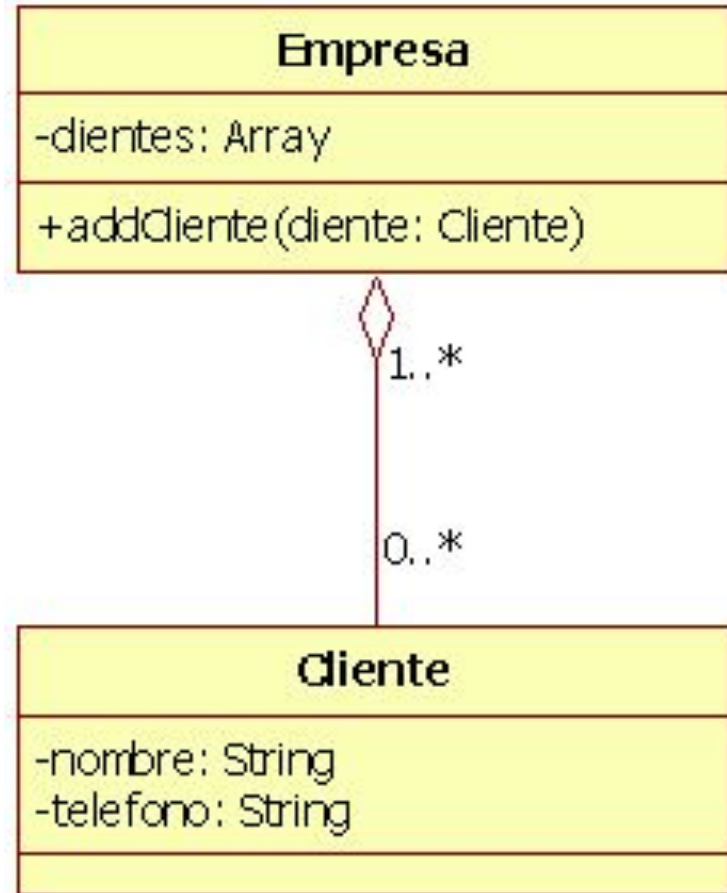 Empresa
-clientes: Array
+addCliente(cliente: Cliente)
1..*
0..*
Cliente
-nombre: String
-telefono: String